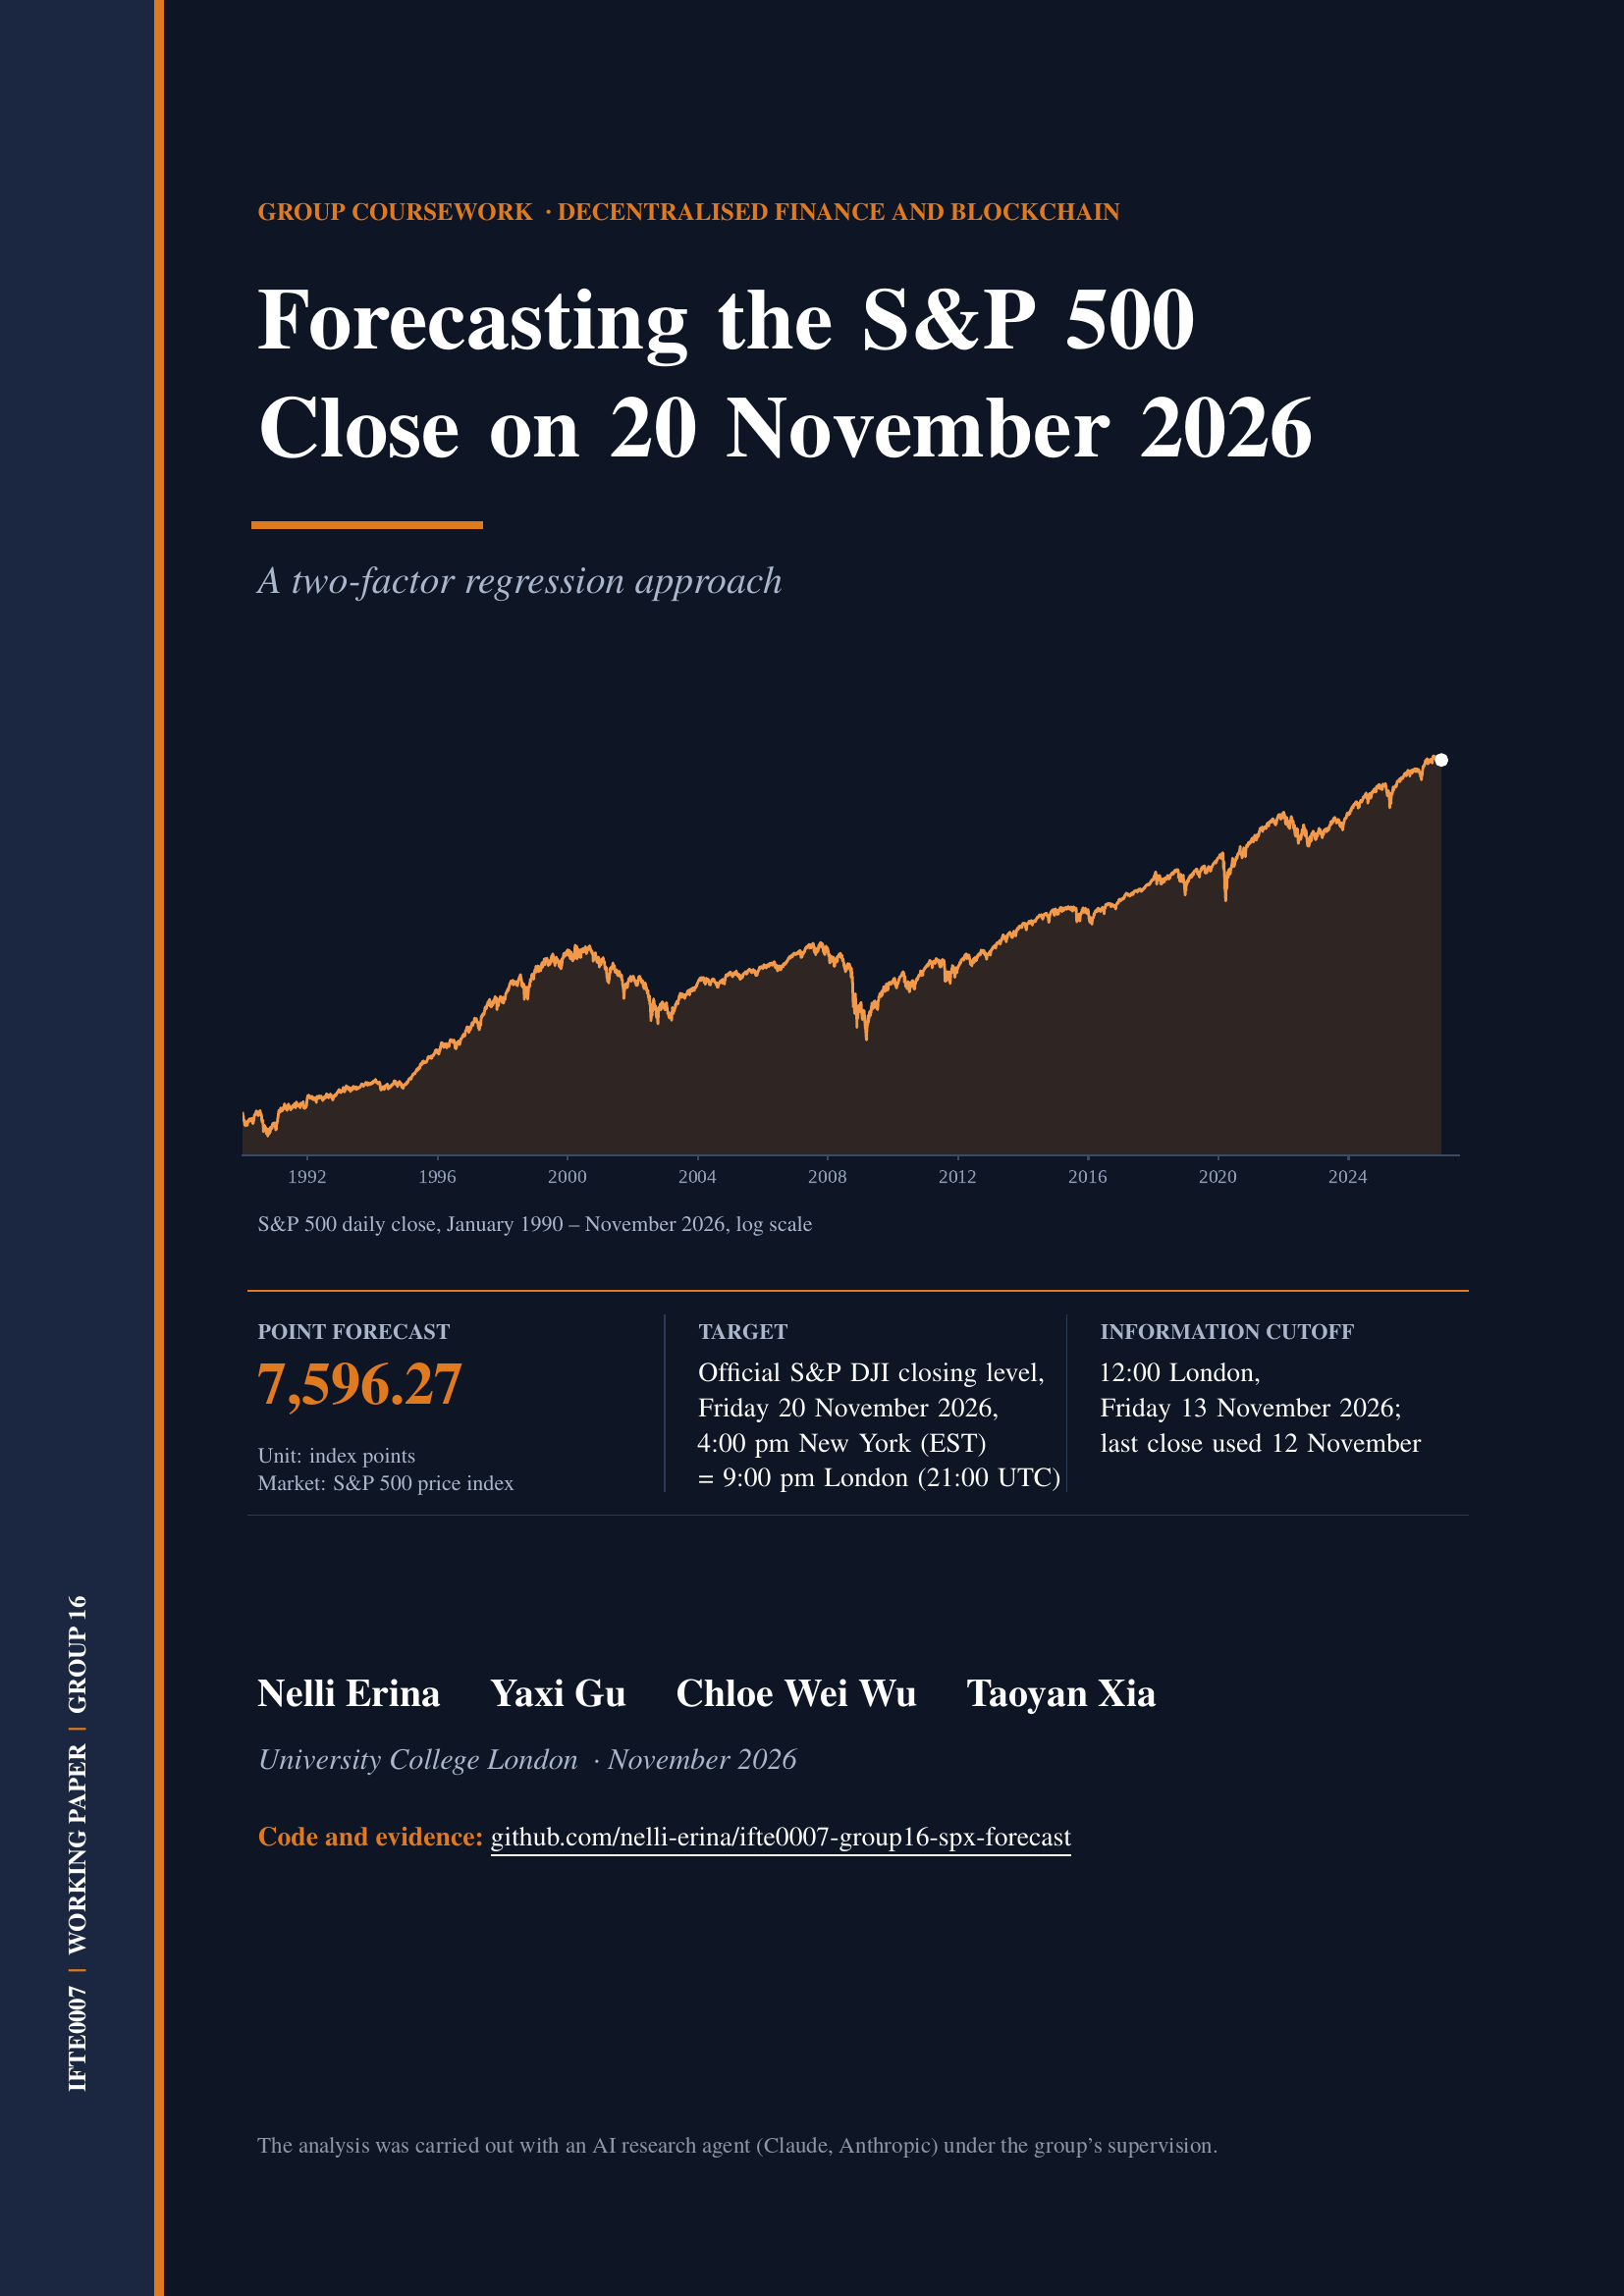 GROUP COURSEWORK · DECENTRALISED FINANCE AND BLOCKCHAIN
Forecasting the S&P 500
Close on 20 November 2026
A two-factor regression approach
1992 1996 2000 2004 2008 2012 2016 2020 2024
S&P 500 daily close, January 1990 – November 2026, log scale
POINT FORECAST
7,596.27
Unit: index points
Market: S&P 500 price index
TARGET
Official S&P DJI closing level,
Friday 20 November 2026,
4:00 pm New York (EST)
= 9:00 pm London (21:00 UTC)
INFORMATION CUTOFF
12:00 London,
Friday 13 November 2026;
last close used 12 November
Nelli Erina Yaxi Gu Chloe Wei Wu Taoyan Xia
University College London · November 2026
Code and evidence: github.com/nelli-erina/ifte0007-group16-spx-forecast
IFTE0007 | WORKING PAPER | GROUP 16
The analysis was carried out with an AI research agent (Claude, Anthropic) under the group’s supervision.